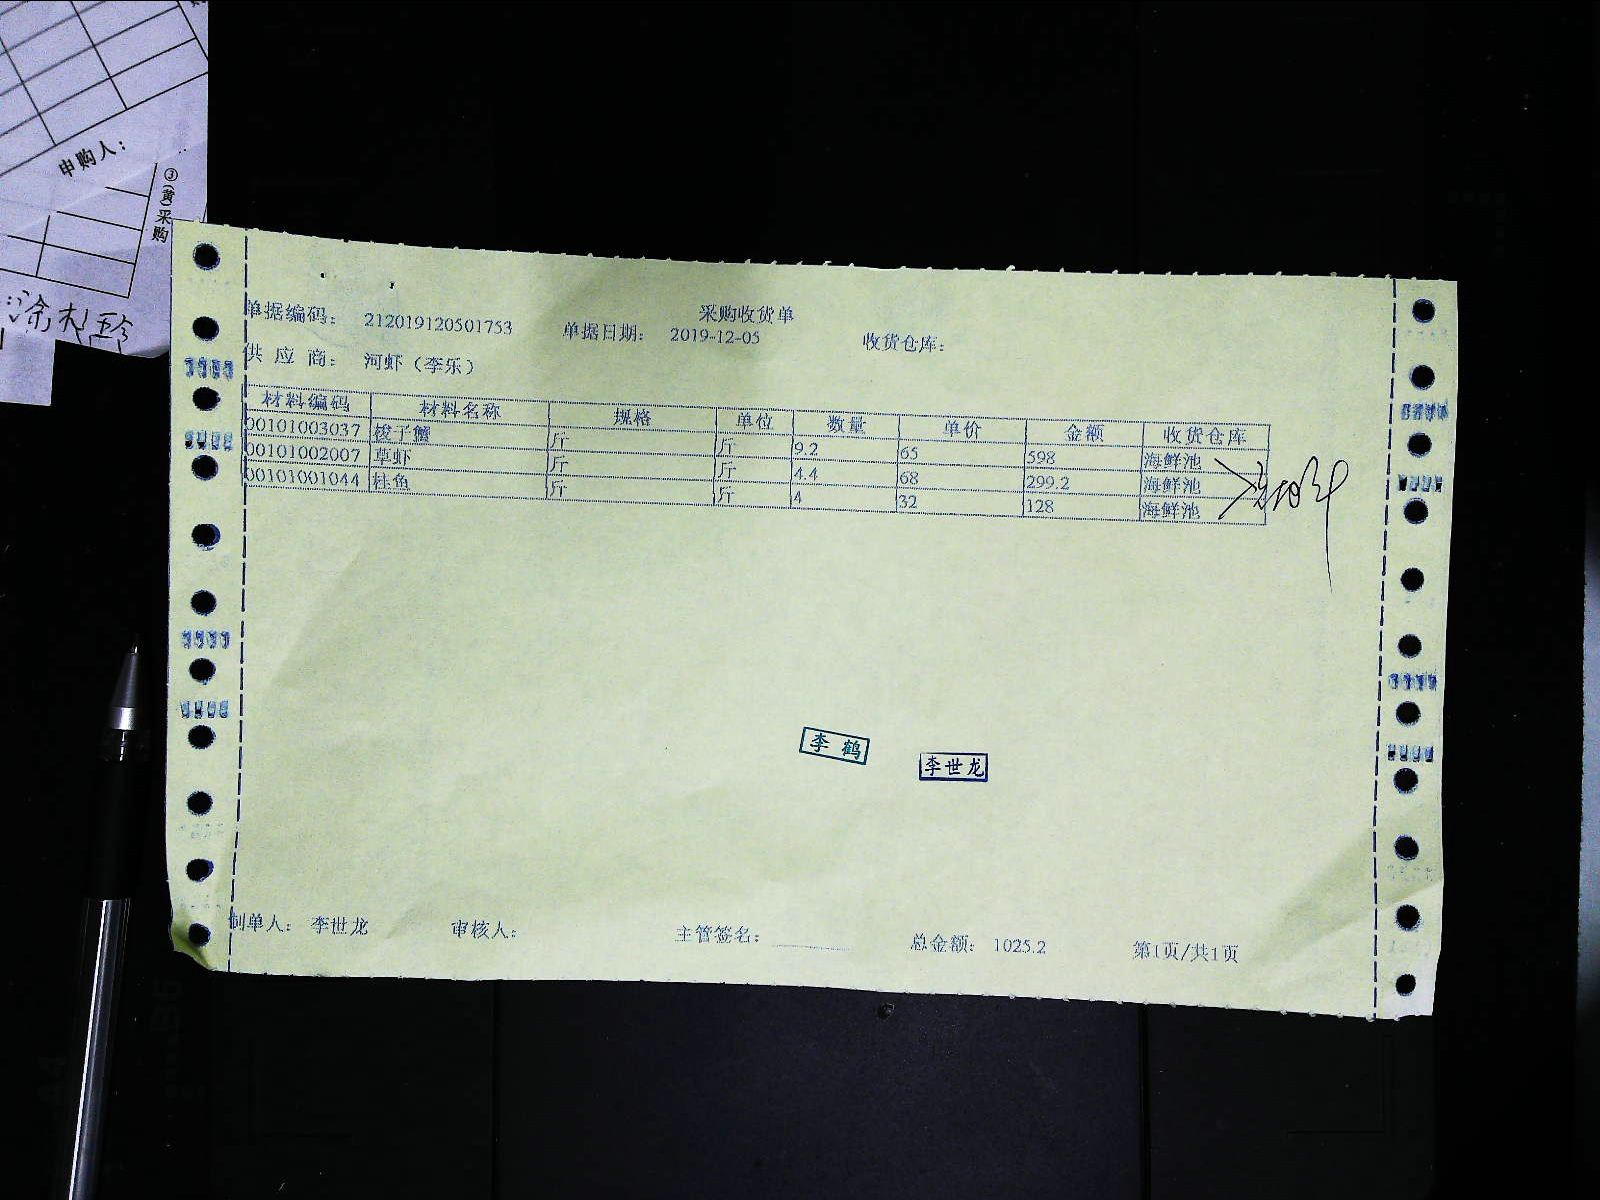 申购人：
③(黄)采购
采购收货单
单据编码： 212019120501753 单据日期： 2019-12-05 收货仓库：
供 应 商： 河虾（李乐）
材料编码 材料名称 规格 单位 数量 单价 金额 收货仓库
00101003037 梭子蟹 斤 斤 9.2 65 598 海鲜池
00101002007 草虾 斤 斤 4.4 68 299.2 海鲜池
00101001044 桂鱼 斤 斤 4 32 128 海鲜池
李 鹤
李世龙
制单人： 李世龙 审核人： 主管签名： 总金额： 1025.2 第1页/共1页